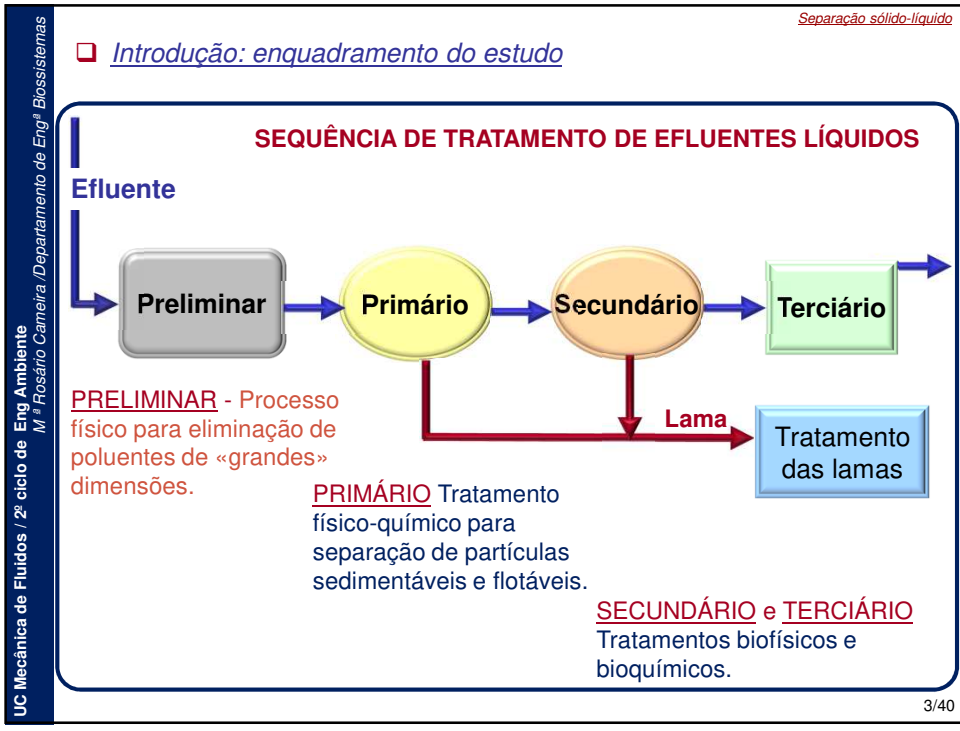 Separação sólido-líquido
Introdução: enquadramento do estudo
SEQUÊNCIA DE TRATAMENTO DE EFLUENTES LÍQUIDOS
Efluente
Preliminar
Primário
Secundário
Terciário
Lama
Tratamento
das lamas
PRELIMINAR - Processo
físico para eliminação de
poluentes de «grandes»
dimensões.
PRIMÁRIO Tratamento
físico-químico para
separação de partículas
sedimentáveis e flotáveis.
SECUNDÁRIO e TERCIÁRIO
Tratamentos biofísicos e
bioquímicos.
UC Mecânica de Fluidos / 2º ciclo de Eng Ambiente
M ª Rosário Cameira /Departamento de Engª Biossistemas
3/40